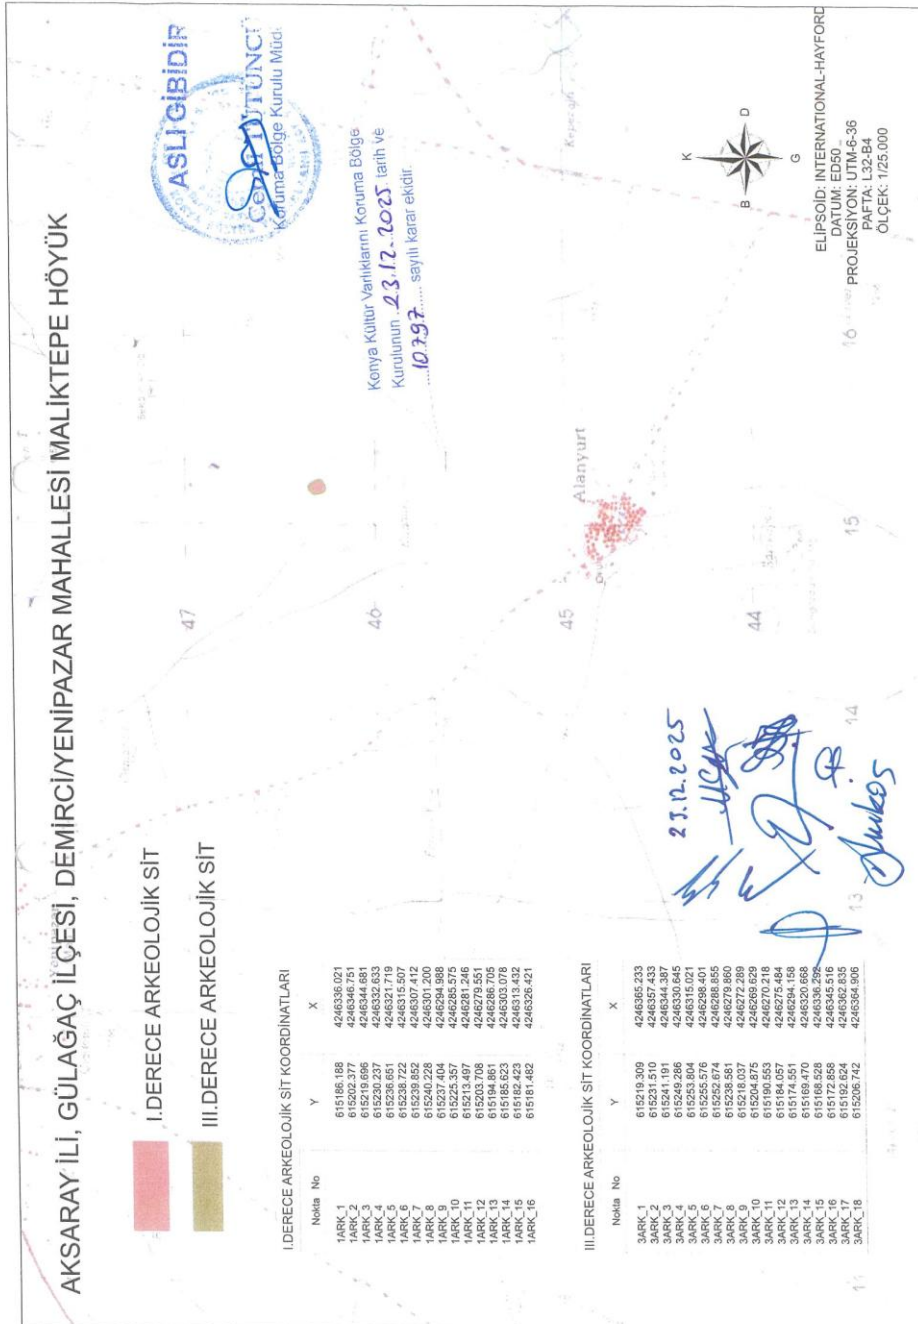 AKSARAY İLİ, GÜLAĞAÇ İLÇESİ, DEMİRCİ/YENİPAZAR MAHALLESİ MALİKTEPE HÖYÜK
ASLI GİBİDİR
TÜTÜNCÜ
Koruma Bölge Kurulu Müd.
Konya Kültür Varlıklarını Koruma Bölge
Kurulunun 23.12.2025 tarih ve
10797 sayılı karar ekidir.
I.DERECE ARKEOLOJİK SİT
III.DERECE ARKEOLOJİK SİT
47
46
45
44
Alanyurt
I.DERECE ARKEOLOJİK SİT KOORDİNATLARI
Nokta No Y X
1ARK_1 615186.188 4246336.021
1ARK_2 615202.377 4246346.751
1ARK_3 615219.696 4246344.681
1ARK_4 615230.237 4246332.633
1ARK_5 615236.651 4246321.719
1ARK_6 615238.722 4246315.507
1ARK_7 615239.852 4246307.412
1ARK_8 615240.228 4246301.200
1ARK_9 615237.404 4246294.988
1ARK_10 615225.357 4246285.575
1ARK_11 615213.497 4246281.246
1ARK_12 615203.708 4246279.551
1ARK_13 615194.861 4246286.705
1ARK_14 615185.623 4246303.078
1ARK_15 615182.423 4246313.432
1ARK_16 615181.482 4246326.421
III.DERECE ARKEOLOJİK SİT KOORDİNATLARI
Nokta No Y X
3ARK_1 615219.309 4246365.233
3ARK_2 615231.510 4246357.433
3ARK_3 615241.191 4246344.387
3ARK_4 615249.286 4246330.645
3ARK_5 615253.804 4246315.021
3ARK_6 615255.576 4246298.401
3ARK_7 615252.674 4246288.655
3ARK_8 615238.581 4246279.860
3ARK_9 615218.037 4246272.289
3ARK_10 615204.875 4246269.629
3ARK_11 615190.553 4246270.218
3ARK_12 615184.057 4246275.484
3ARK_13 615174.551 4246294.158
3ARK_14 615169.470 4246320.668
3ARK_15 615168.528 4246336.292
3ARK_16 615172.858 4246345.516
3ARK_17 615192.624 4246362.835
3ARK_18 615206.742 4246364.906
23.12.2025
13
14
15
16
K
B
D
G
ELİPSOİD: INTERNATIONAL-HAYFORD
DATUM: ED50
PROJEKSİYON: UTM-6-36
PAFTA: L32-B4
ÖLÇEK: 1/25.000